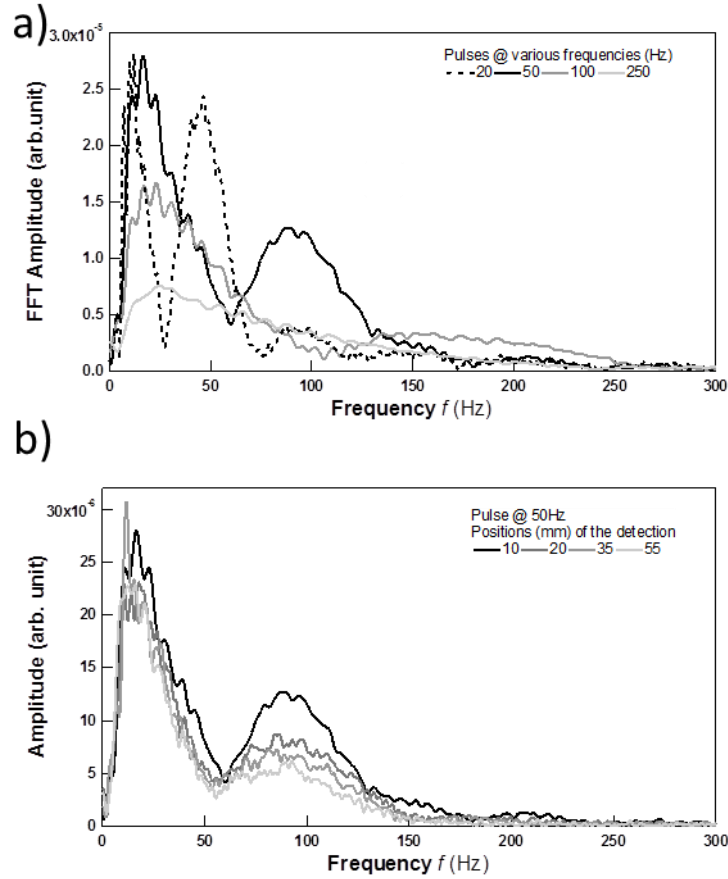 a)
3.0x10-5
2.5
2.0
1.5
1.0
0.5
0.0
FFT Amplitude (arb.unit)
Pulses @ various frequencies (Hz)
20 50 100 250
0 50 100 150 200 250 300
Frequency f (Hz)
b)
30x10-6
25
20
15
10
5
0
Amplitude (arb. unit)
Pulse @ 50Hz
Positions (mm) of the detection
10 20 35 55
0 50 100 150 200 250 300
Frequency f (Hz)